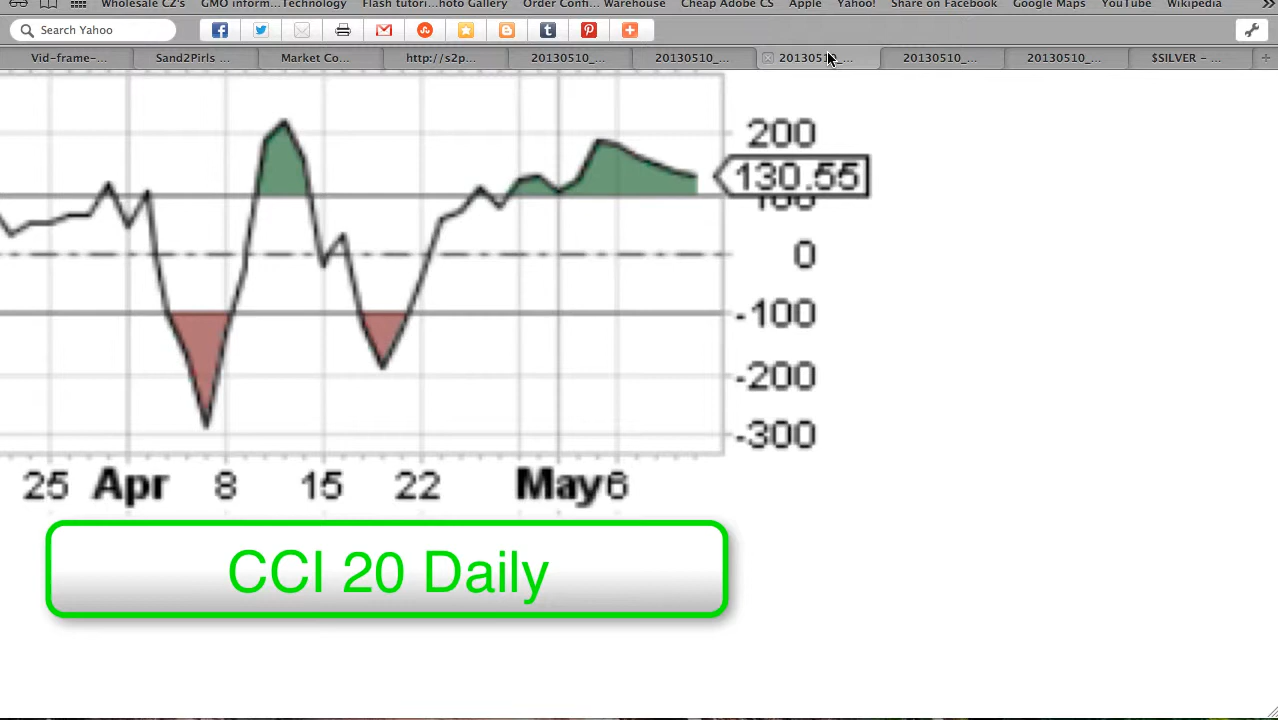 Wholesale CZ's GMO inform...Technology Flash tutori...hoto Gallery Order Confi... Warehouse Cheap Adobe CS Apple Yahoo! Share on Facebook Google Maps YouTube Wikipedia »
Search Yahoo
Vid-frame-... Sand2Pirls ... Market Co... http://s2p... 20130510_... 20130510_... 20130510_... 20130510_... 20130510_... $SILVER - ... +
200
130.55
100
0
-100
-200
-300
25 Apr 8 15 22 May 6
CCI 20 Daily